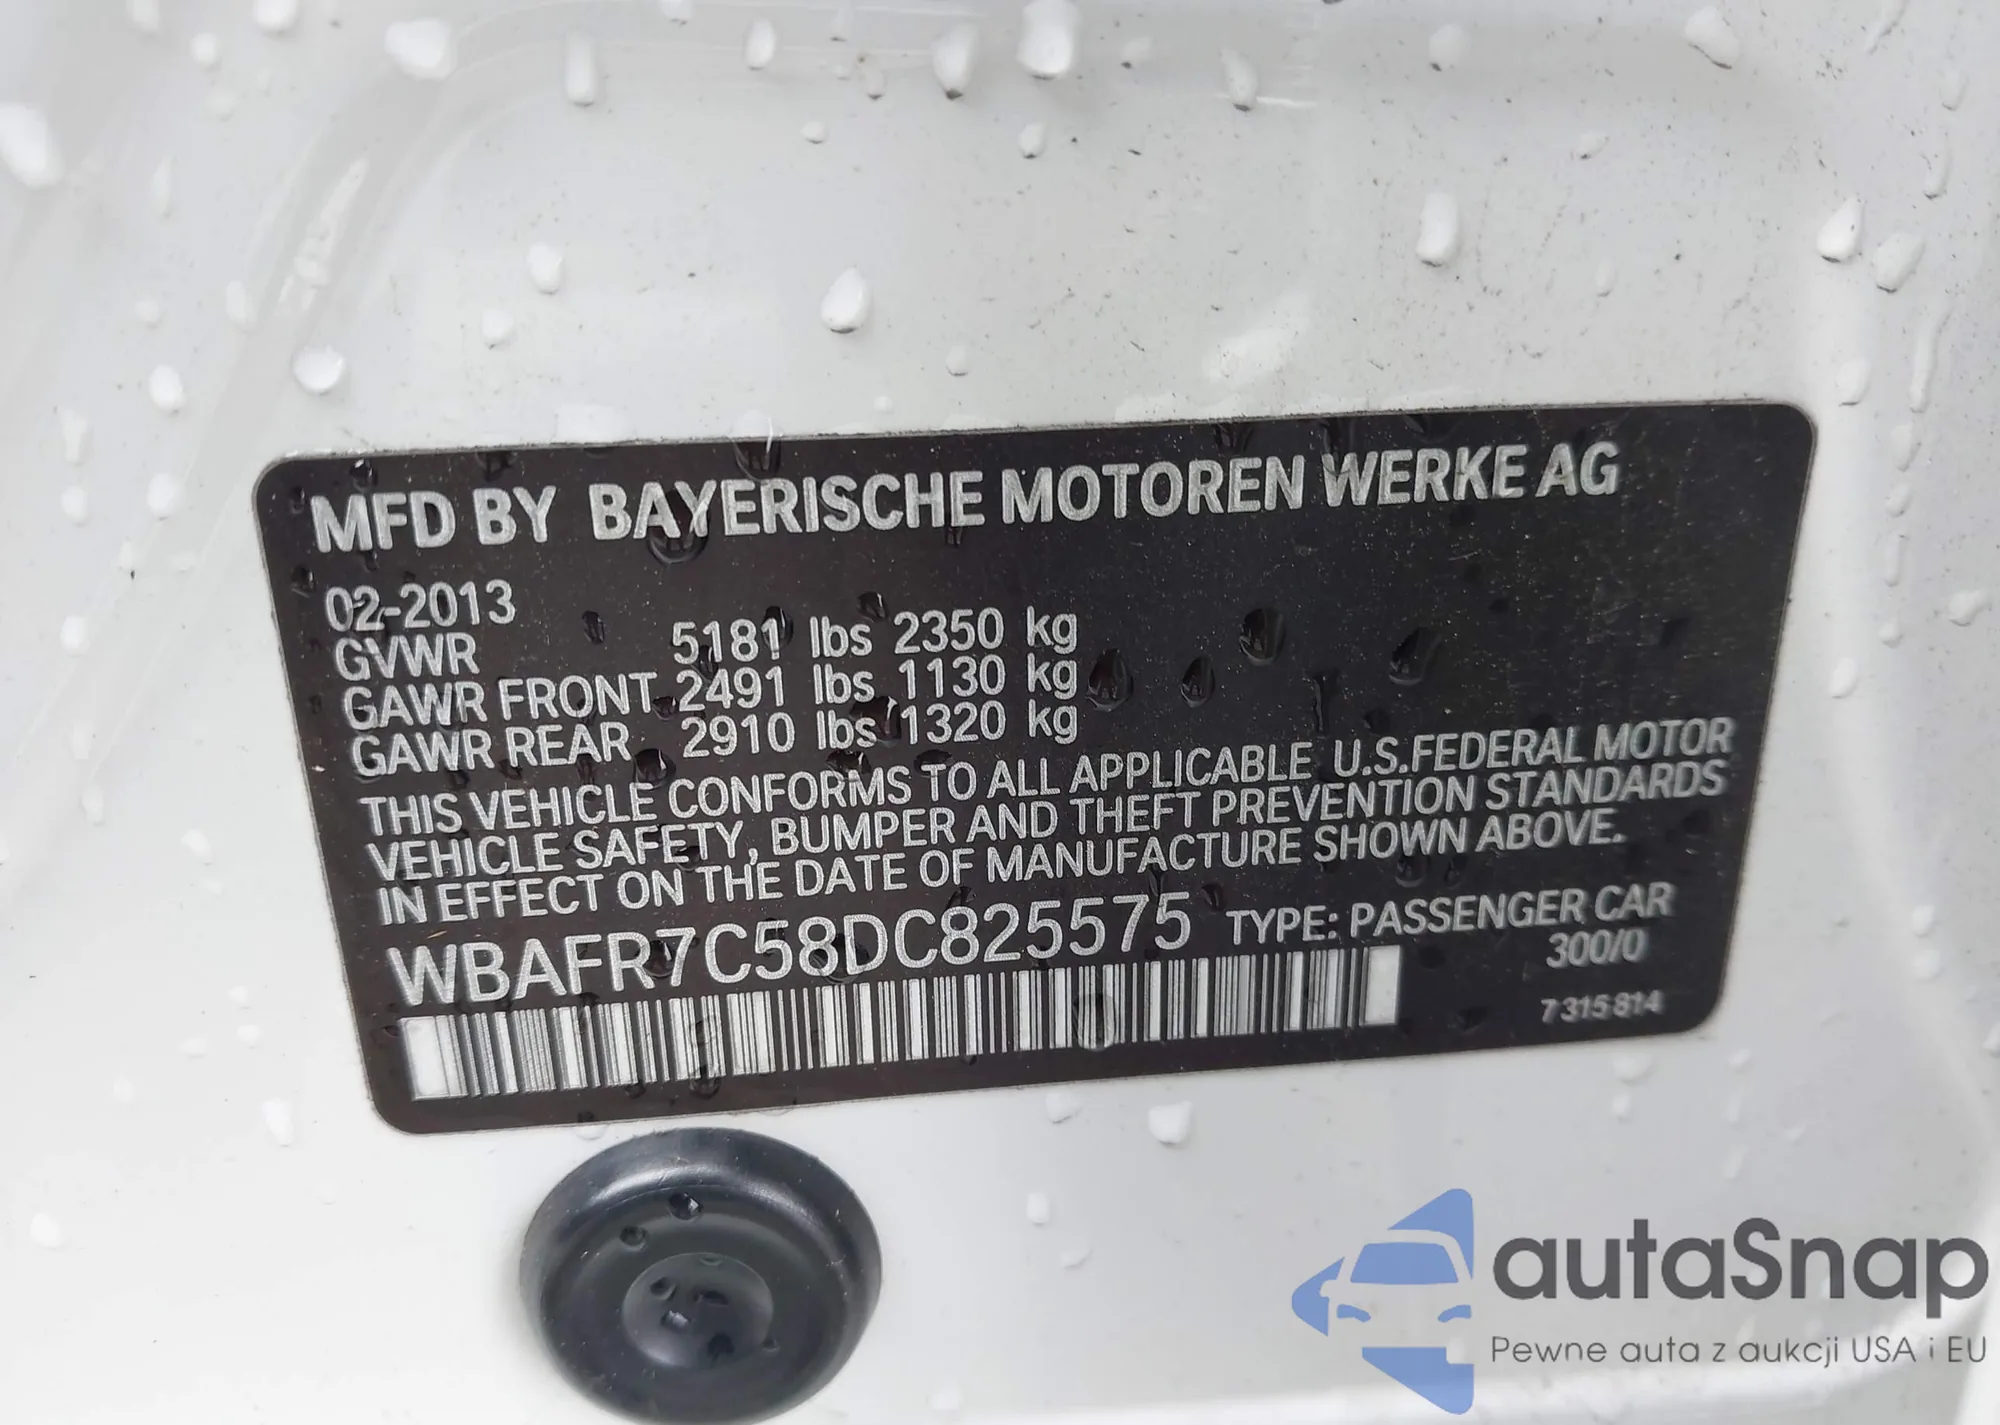 MFD BY BAYERISCHE MOTOREN WERKE AG
02-2013
GVWR 5181 lbs 2350 kg
GAWR FRONT 2491 lbs 1130 kg
GAWR REAR 2910 lbs 1320 kg
THIS VEHICLE CONFORMS TO ALL APPLICABLE U.S.FEDERAL MOTOR
VEHICLE SAFETY, BUMPER AND THEFT PREVENTION STANDARDS
IN EFFECT ON THE DATE OF MANUFACTURE SHOWN ABOVE.
WBAFR7C58DC825575 TYPE: PASSENGER CAR
300/0
7 315 814
autaSnap
Pewne auta z aukcji USA i EU